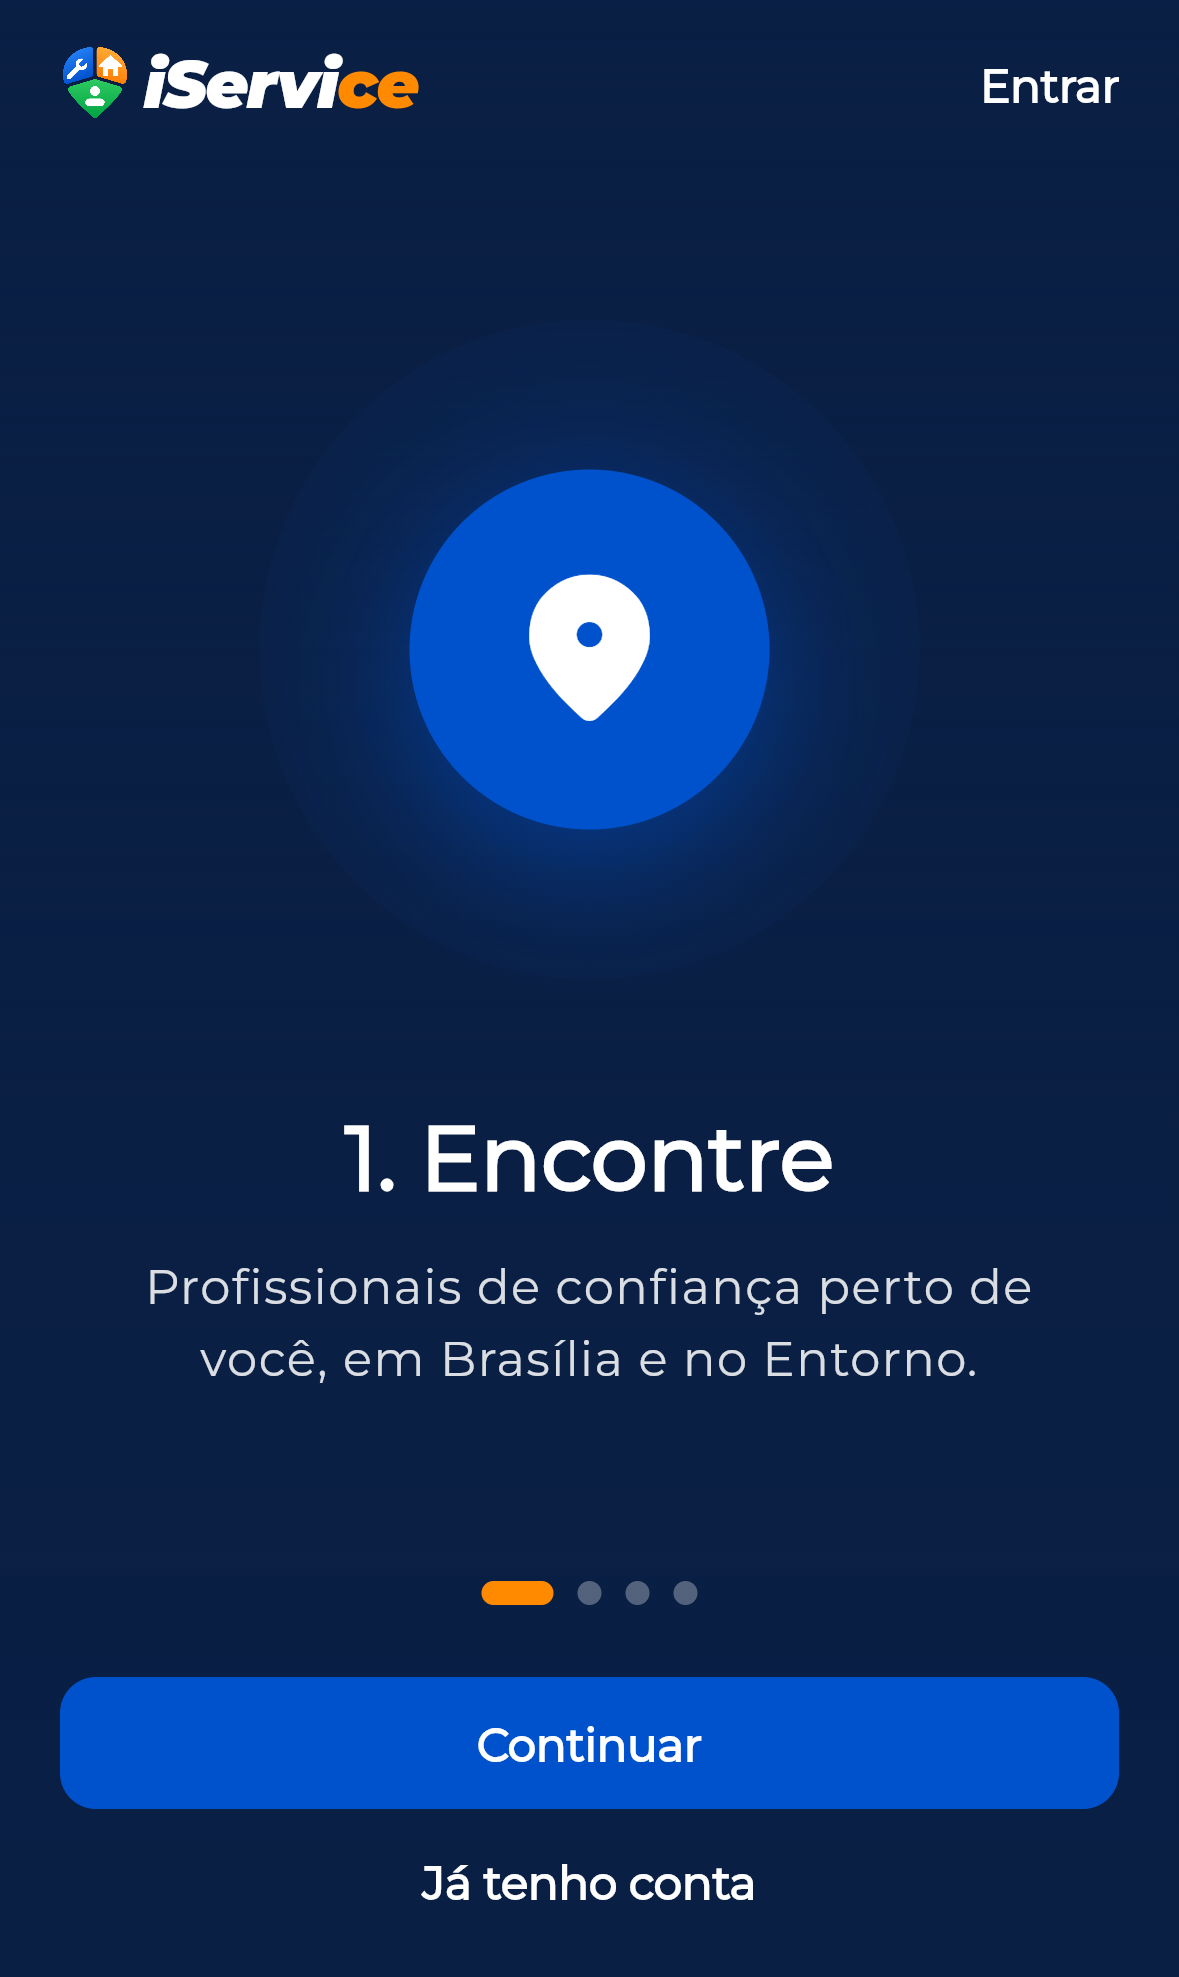 iService
Entrar
1. Encontre
Profissionais de confiança perto de
você, em Brasília e no Entorno.
Continuar
Já tenho conta